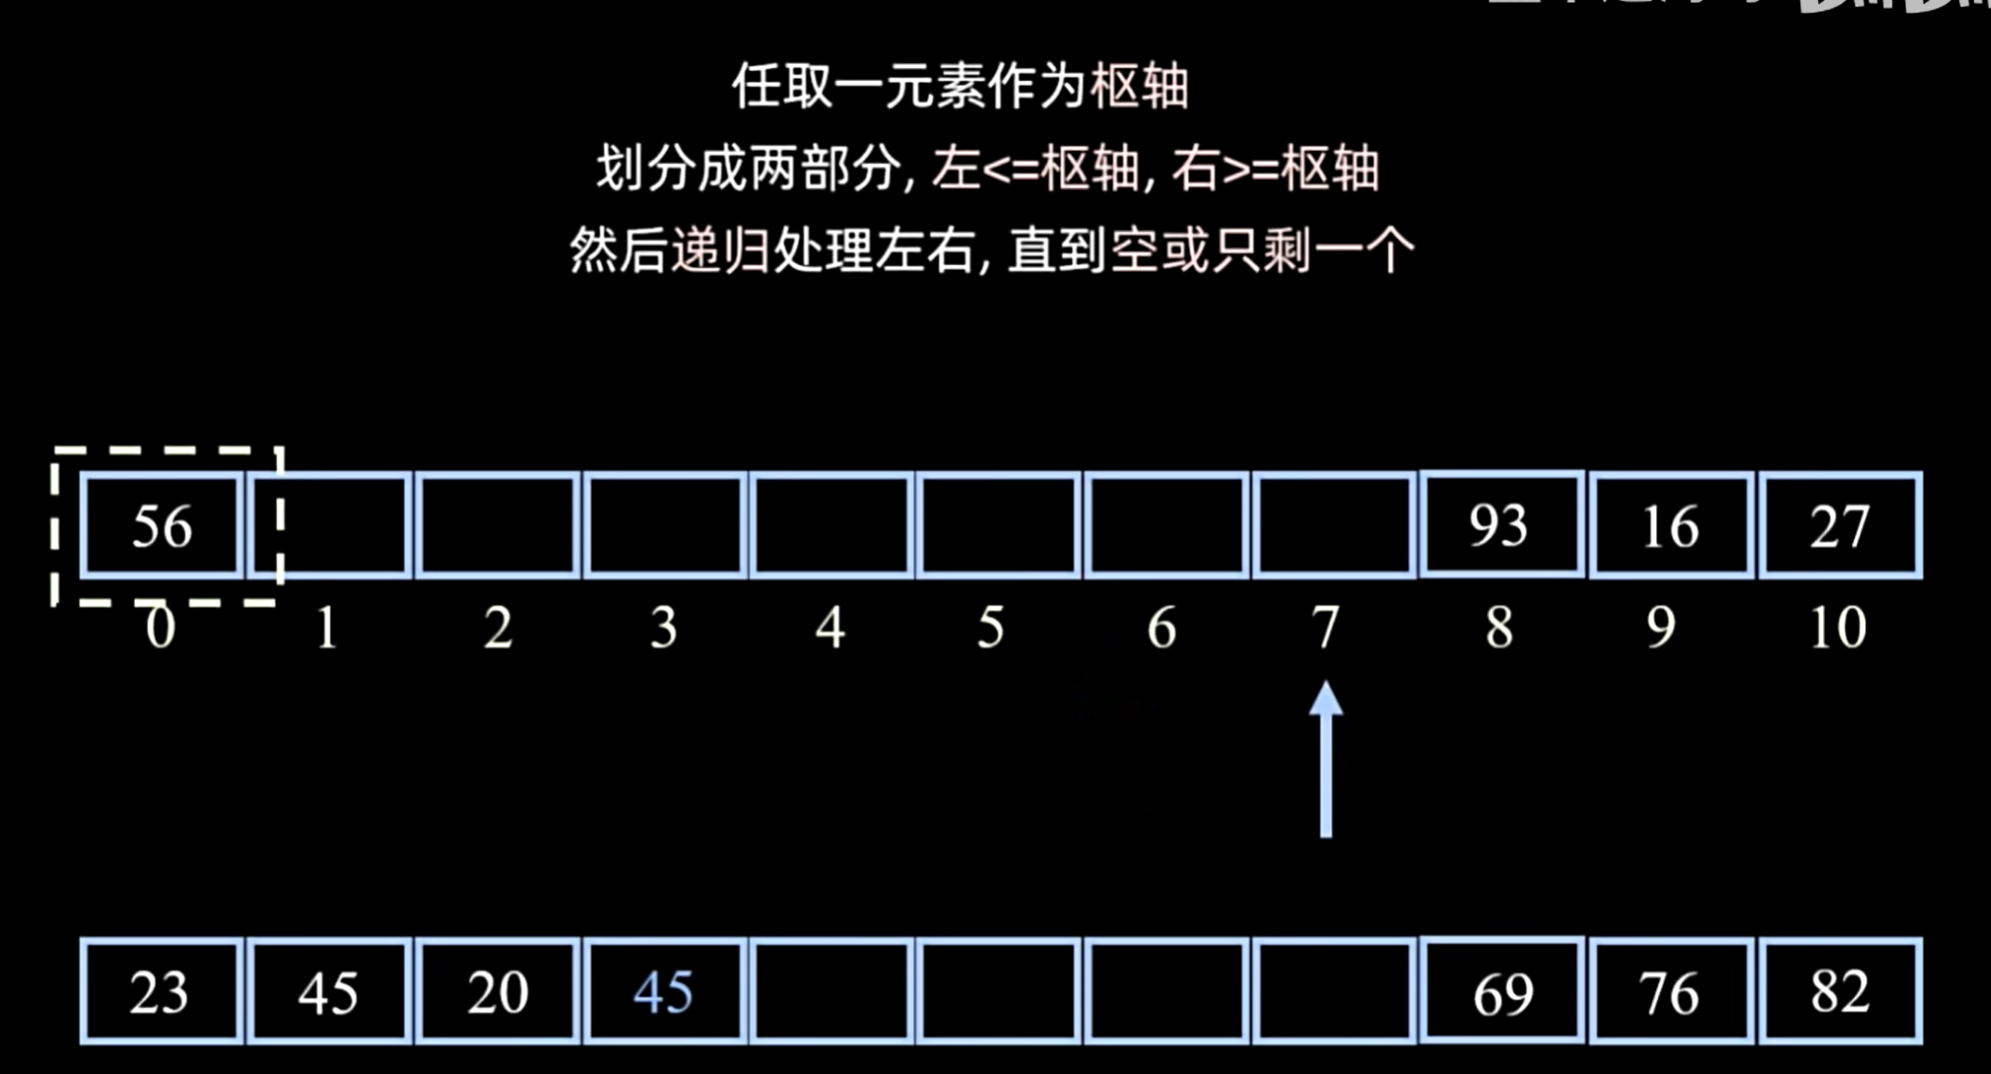 任取一元素作为枢轴
划分成两部分, 左<=枢轴, 右>=枢轴
然后递归处理左右, 直到空或只剩一个
56 93 16 27
0 1 2 3 4 5 6 7 8 9 10
23 45 20 45 69 76 82